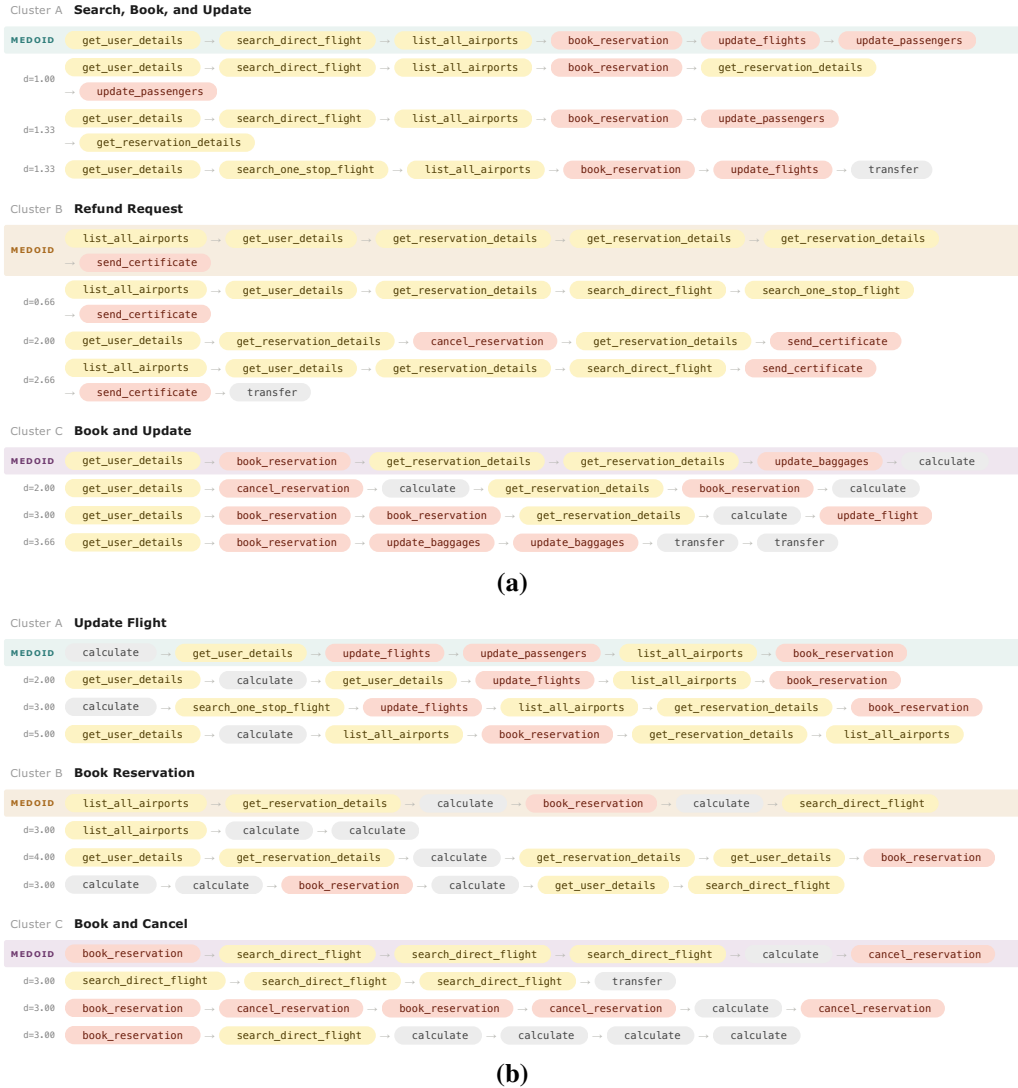 Cluster A Search, Book, and Update
MEDOID get_user_details → search_direct_flight → list_all_airports → book_reservation → update_flights → update_passengers
d=1.00 get_user_details → search_direct_flight → list_all_airports → book_reservation → get_reservation_details
→ update_passengers
d=1.33 get_user_details → search_direct_flight → list_all_airports → book_reservation → update_passengers
→ get_reservation_details
d=1.33 get_user_details → search_one_stop_flight → list_all_airports → book_reservation → update_flights → transfer
Cluster B Refund Request
MEDOID list_all_airports → get_user_details → get_reservation_details → get_reservation_details → get_reservation_details
→ send_certificate
d=0.66 list_all_airports → get_user_details → get_reservation_details → search_direct_flight → search_one_stop_flight
→ send_certificate
d=2.00 get_user_details → get_reservation_details → cancel_reservation → get_reservation_details → send_certificate
d=2.66 list_all_airports → get_user_details → get_reservation_details → search_direct_flight → send_certificate
→ send_certificate → transfer
Cluster C Book and Update
MEDOID get_user_details → book_reservation → get_reservation_details → get_reservation_details → update_baggages → calculate
d=2.00 get_user_details → cancel_reservation → calculate → get_reservation_details → book_reservation → calculate
d=3.00 get_user_details → book_reservation → book_reservation → get_reservation_details → calculate → update_flight
d=3.66 get_user_details → book_reservation → update_baggages → update_baggages → transfer → transfer
(a)
Cluster A Update Flight
MEDOID calculate → get_user_details → update_flights → update_passengers → list_all_airports → book_reservation
d=2.00 get_user_details → calculate → get_user_details → update_flights → list_all_airports → book_reservation
d=3.00 calculate → search_one_stop_flight → update_flights → list_all_airports → get_reservation_details → book_reservation
d=5.00 get_user_details → calculate → list_all_airports → book_reservation → get_reservation_details → list_all_airports
Cluster B Book Reservation
MEDOID list_all_airports → get_reservation_details → calculate → book_reservation → calculate → search_direct_flight
d=3.00 list_all_airports → calculate → calculate
d=4.00 get_user_details → get_reservation_details → calculate → get_reservation_details → get_user_details → book_reservation
d=3.00 calculate → calculate → book_reservation → calculate → get_user_details → search_direct_flight
Cluster C Book and Cancel
MEDOID book_reservation → search_direct_flight → search_direct_flight → search_direct_flight → calculate → cancel_reservation
d=3.00 search_direct_flight → search_direct_flight → search_direct_flight → transfer
d=3.00 book_reservation → cancel_reservation → book_reservation → cancel_reservation → calculate → cancel_reservation
d=3.00 book_reservation → search_direct_flight → calculate → calculate → calculate → calculate
(b)